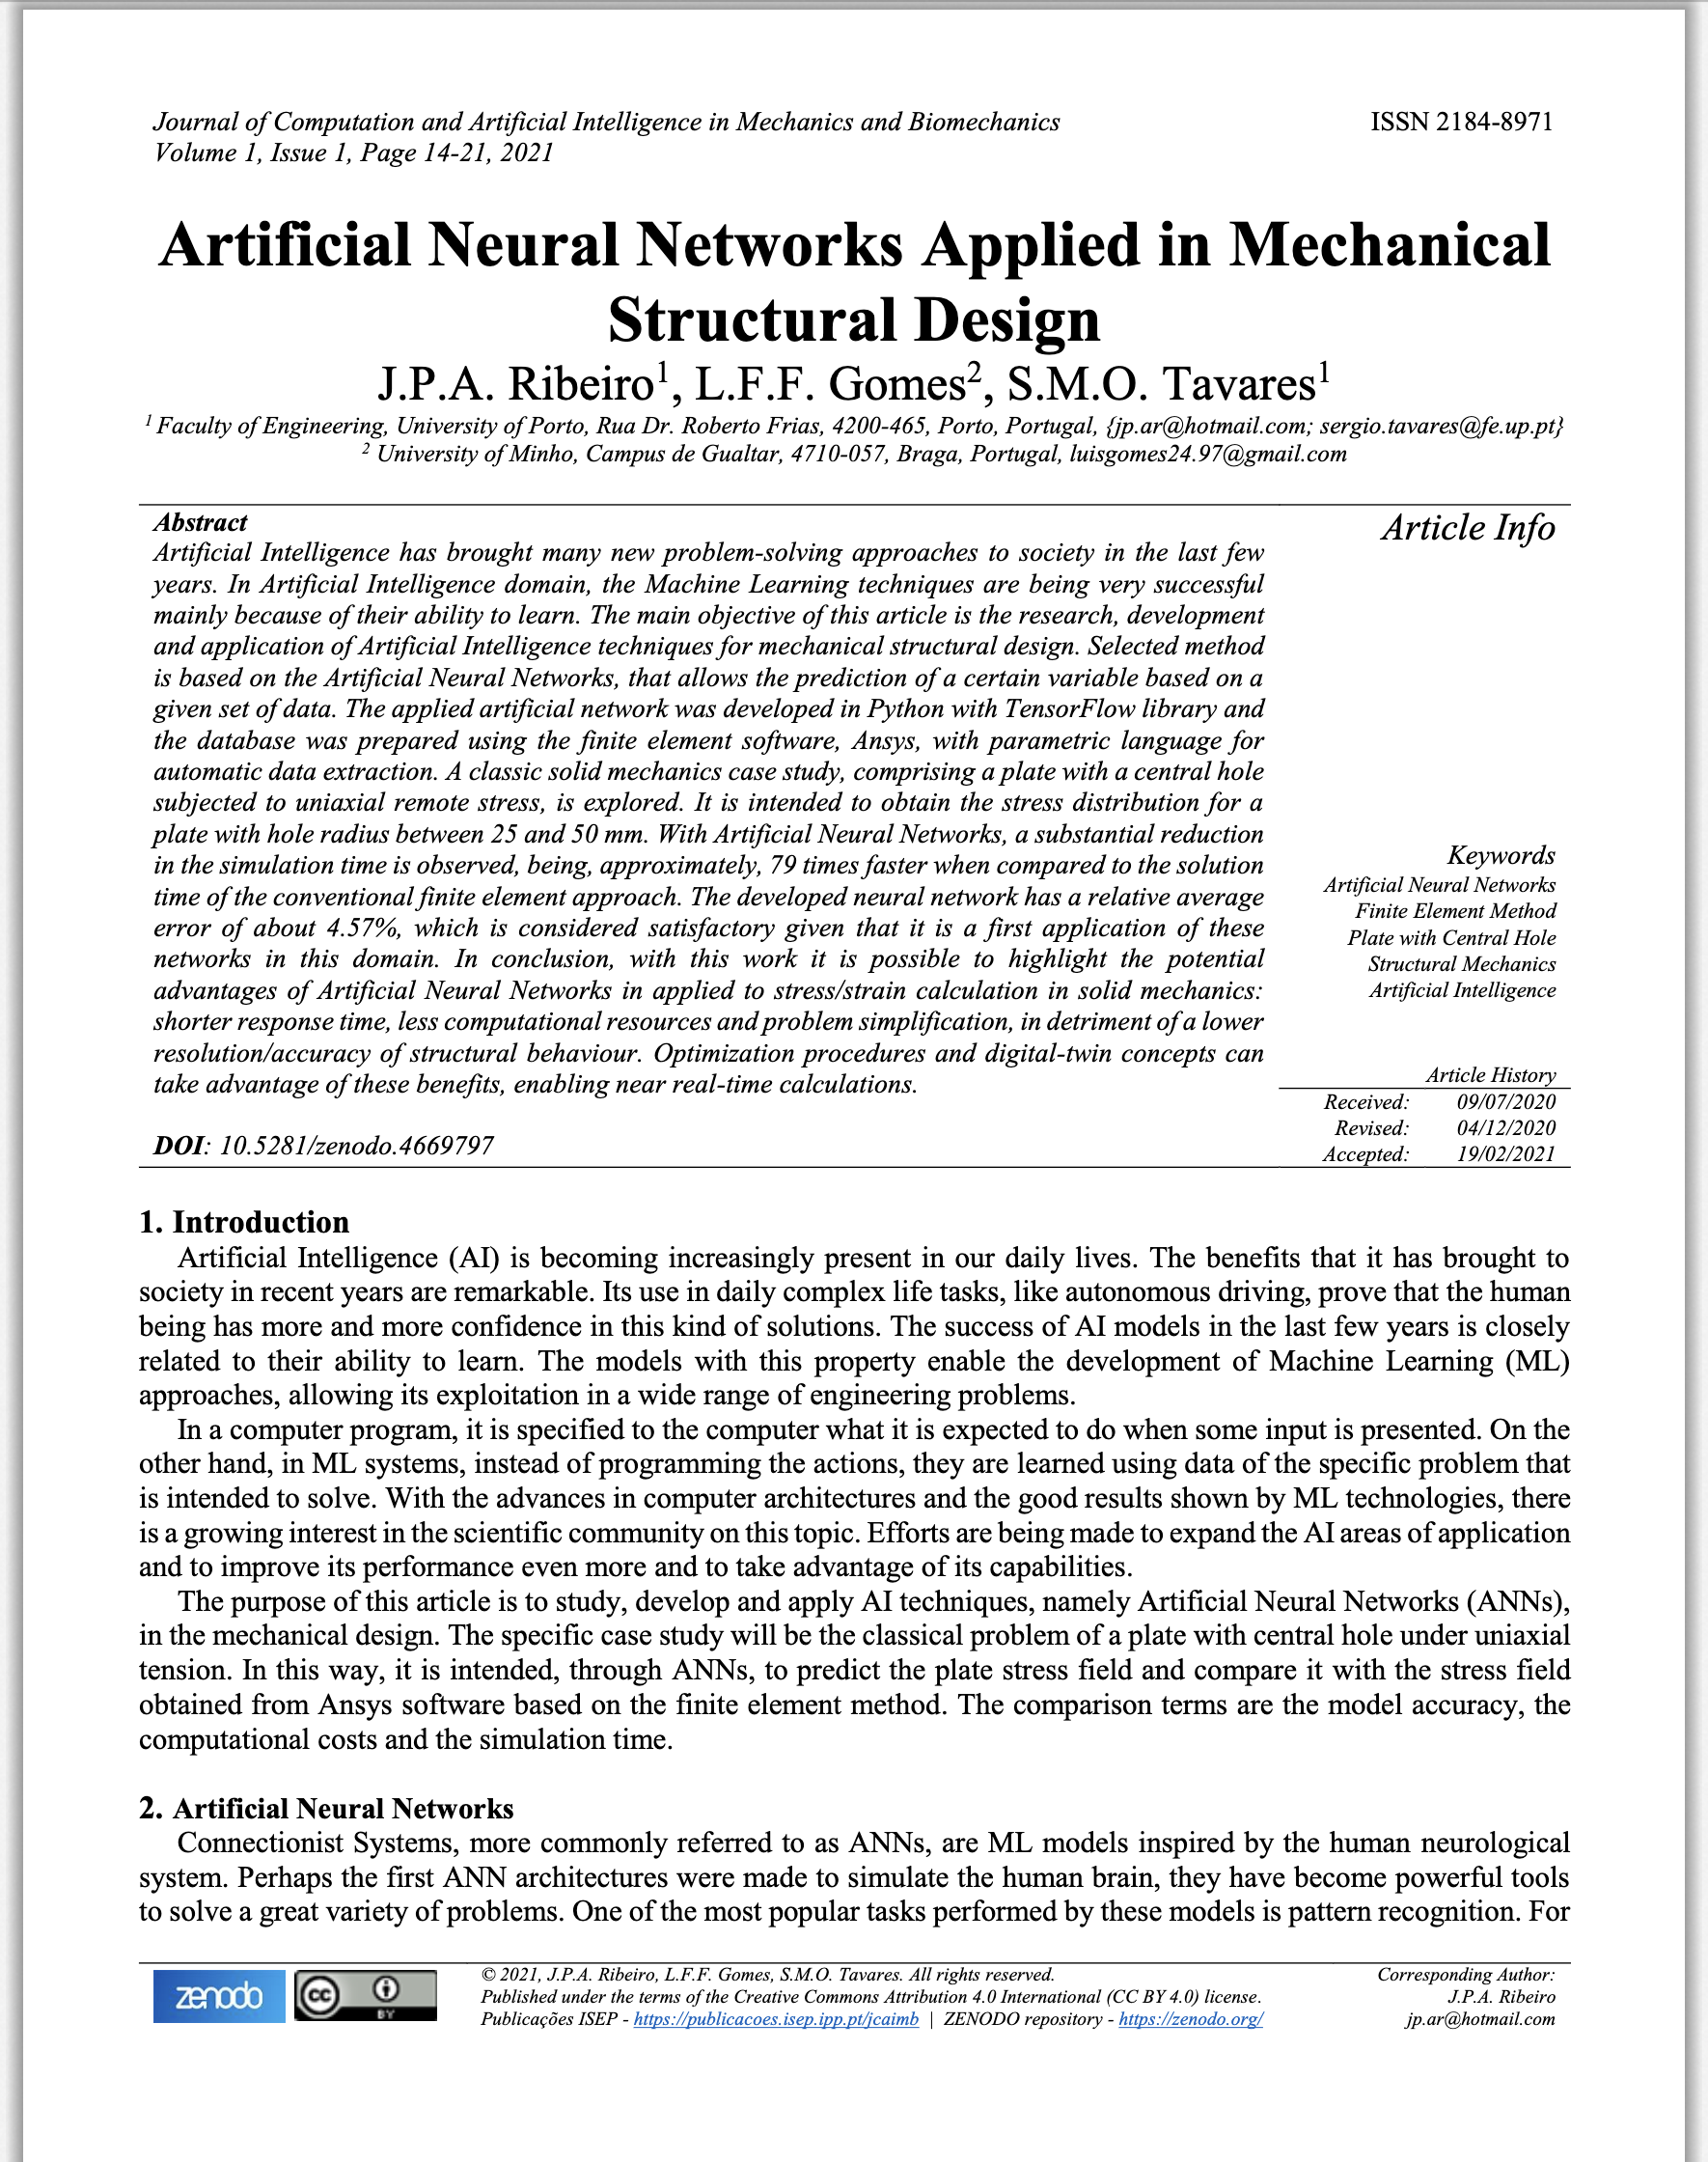 Journal of Computation and Artificial Intelligence in Mechanics and Biomechanics
ISSN 2184-8971
Volume 1, Issue 1, Page 14-21, 2021
Artificial Neural Networks Applied in Mechanical
Structural Design
J.P.A. Ribeiro1, L.F.F. Gomes2, S.M.O. Tavares1
1 Faculty of Engineering, University of Porto, Rua Dr. Roberto Frias, 4200-465, Porto, Portugal, {jp.ar@hotmail.com; sergio.tavares@fe.up.pt}
2 University of Minho, Campus de Gualtar, 4710-057, Braga, Portugal, luisgomes24.97@gmail.com
Abstract
Artificial Intelligence has brought many new problem-solving approaches to society in the last few
years. In Artificial Intelligence domain, the Machine Learning techniques are being very successful
mainly because of their ability to learn. The main objective of this article is the research, development
and application of Artificial Intelligence techniques for mechanical structural design. Selected method
is based on the Artificial Neural Networks, that allows the prediction of a certain variable based on a
given set of data. The applied artificial network was developed in Python with TensorFlow library and
the database was prepared using the finite element software, Ansys, with parametric language for
automatic data extraction. A classic solid mechanics case study, comprising a plate with a central hole
subjected to uniaxial remote stress, is explored. It is intended to obtain the stress distribution for a
plate with hole radius between 25 and 50 mm. With Artificial Neural Networks, a substantial reduction
in the simulation time is observed, being, approximately, 79 times faster when compared to the solution
time of the conventional finite element approach. The developed neural network has a relative average
error of about 4.57%, which is considered satisfactory given that it is a first application of these
networks in this domain. In conclusion, with this work it is possible to highlight the potential
advantages of Artificial Neural Networks in applied to stress/strain calculation in solid mechanics:
shorter response time, less computational resources and problem simplification, in detriment of a lower
resolution/accuracy of structural behaviour. Optimization procedures and digital-twin concepts can
take advantage of these benefits, enabling near real-time calculations.
DOI: 10.5281/zenodo.4669797
Article Info
Keywords
Artificial Neural Networks
Finite Element Method
Plate with Central Hole
Structural Mechanics
Artificial Intelligence
Article History
Received: 09/07/2020
Revised: 04/12/2020
Accepted: 19/02/2021
1. Introduction
Artificial Intelligence (AI) is becoming increasingly present in our daily lives. The benefits that it has brought to
society in recent years are remarkable. Its use in daily complex life tasks, like autonomous driving, prove that the human
being has more and more confidence in this kind of solutions. The success of AI models in the last few years is closely
related to their ability to learn. The models with this property enable the development of Machine Learning (ML)
approaches, allowing its exploitation in a wide range of engineering problems.
In a computer program, it is specified to the computer what it is expected to do when some input is presented. On the
other hand, in ML systems, instead of programming the actions, they are learned using data of the specific problem that
is intended to solve. With the advances in computer architectures and the good results shown by ML technologies, there
is a growing interest in the scientific community on this topic. Efforts are being made to expand the AI areas of application
and to improve its performance even more and to take advantage of its capabilities.
The purpose of this article is to study, develop and apply AI techniques, namely Artificial Neural Networks (ANNs),
in the mechanical design. The specific case study will be the classical problem of a plate with central hole under uniaxial
tension. In this way, it is intended, through ANNs, to predict the plate stress field and compare it with the stress field
obtained from Ansys software based on the finite element method. The comparison terms are the model accuracy, the
computational costs and the simulation time.
2. Artificial Neural Networks
Connectionist Systems, more commonly referred to as ANNs, are ML models inspired by the human neurological
system. Perhaps the first ANN architectures were made to simulate the human brain, they have become powerful tools
to solve a great variety of problems. One of the most popular tasks performed by these models is pattern recognition. For
zenodo
cc
BY
© 2021, J.P.A. Ribeiro, L.F.F. Gomes, S.M.O. Tavares. All rights reserved.
Published under the terms of the Creative Commons Attribution 4.0 International (CC BY 4.0) license.
Publicações ISEP - https://publicacoes.isep.ipp.pt/jcaimb | ZENODO repository - https://zenodo.org/
Corresponding Author:
J.P.A. Ribeiro
jp.ar@hotmail.com